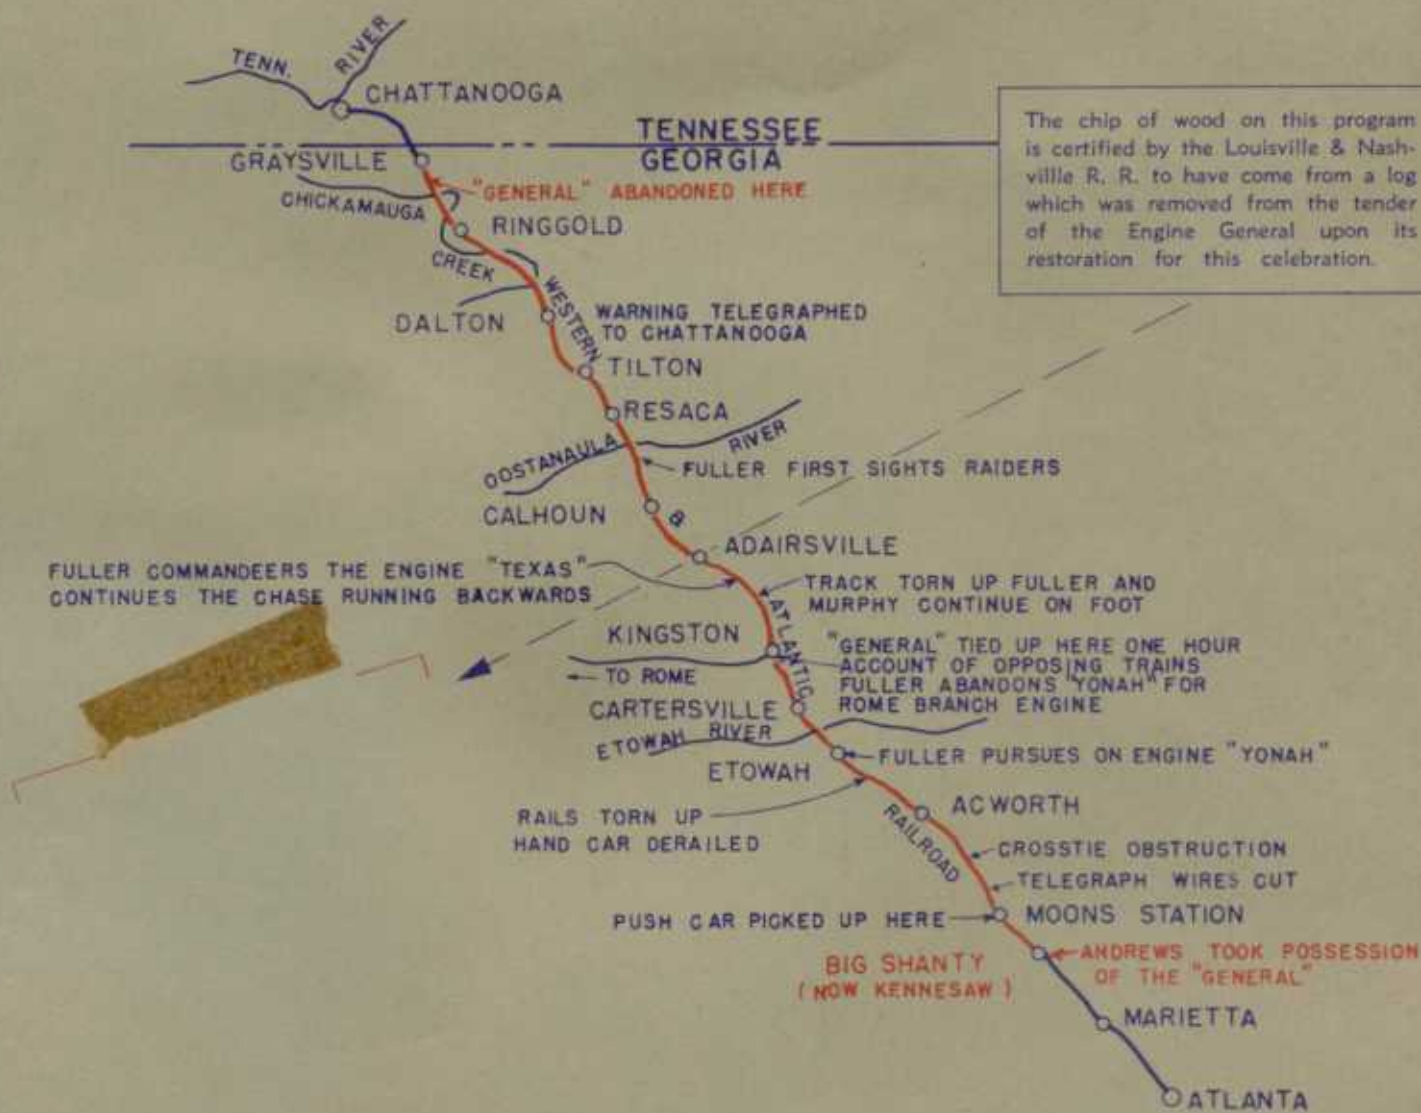 TENN. RIVER
CHATTANOOGA
TENNESSEE
GEORGIA
The chip of wood on this program
is certified by the Louisville & Nash-
villle R. R. to have come from a log
which was removed from the tender
of the Engine General upon its
restoration for this celebration.
GRAYSVILLE
"GENERAL" ABANDONED HERE
CHICKAMAUGA
RINGGOLD
CREEK
WESTERN
DALTON
WARNING TELEGRAPHED
TO CHATTANOOGA
TILTON
RESACA
OOSTANAULA RIVER
FULLER FIRST SIGHTS RAIDERS
CALHOUN
&
ADAIRSVILLE
FULLER COMMANDEERS THE ENGINE "TEXAS"
CONTINUES THE CHASE RUNNING BACKWARDS
TRACK TORN UP FULLER AND
MURPHY CONTINUE ON FOOT
ATLANTIC
KINGSTON
"GENERAL" TIED UP HERE ONE HOUR
ACCOUNT OF OPPOSING TRAINS
FULLER ABANDONS "YONAH" FOR
ROME BRANCH ENGINE
TO ROME
CARTERSVILLE
ETOWAH RIVER
ETOWAH
FULLER PURSUES ON ENGINE "YONAH"
RAILS TORN UP
HAND CAR DERAILED
ACWORTH
RAILROAD
CROSSTIE OBSTRUCTION
TELEGRAPH WIRES CUT
PUSH CAR PICKED UP HERE
MOONS STATION
BIG SHANTY
(NOW KENNESAW)
ANDREWS TOOK POSSESSION
OF THE "GENERAL"
MARIETTA
ATLANTA